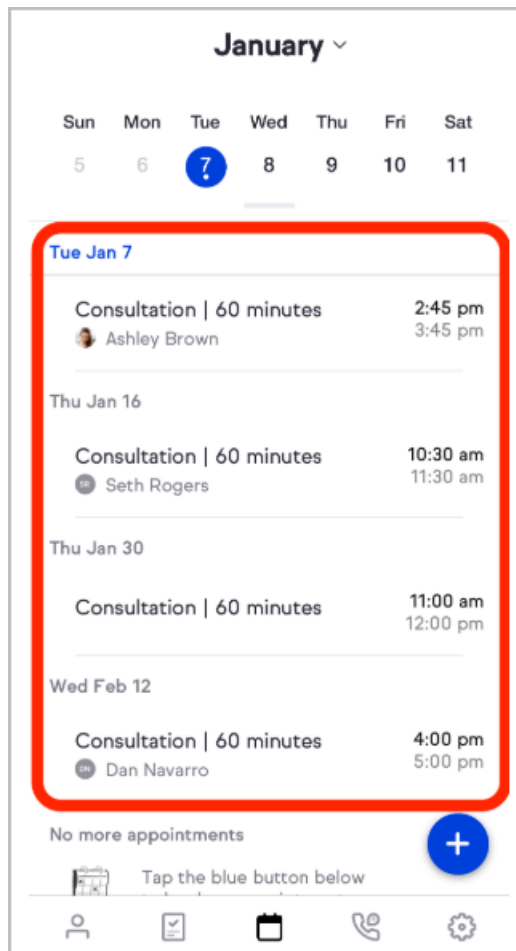 January
Sun Mon Tue Wed Thu Fri Sat
5 6 7 8 9 10 11
Tue Jan 7
Consultation | 60 minutes 2:45 pm
Ashley Brown 3:45 pm
Thu Jan 16
Consultation | 60 minutes 10:30 am
SR Seth Rogers 11:30 am
Thu Jan 30
Consultation | 60 minutes 11:00 am
12:00 pm
Wed Feb 12
Consultation | 60 minutes 4:00 pm
DN Dan Navarro 5:00 pm
No more appointments
Tap the blue button below